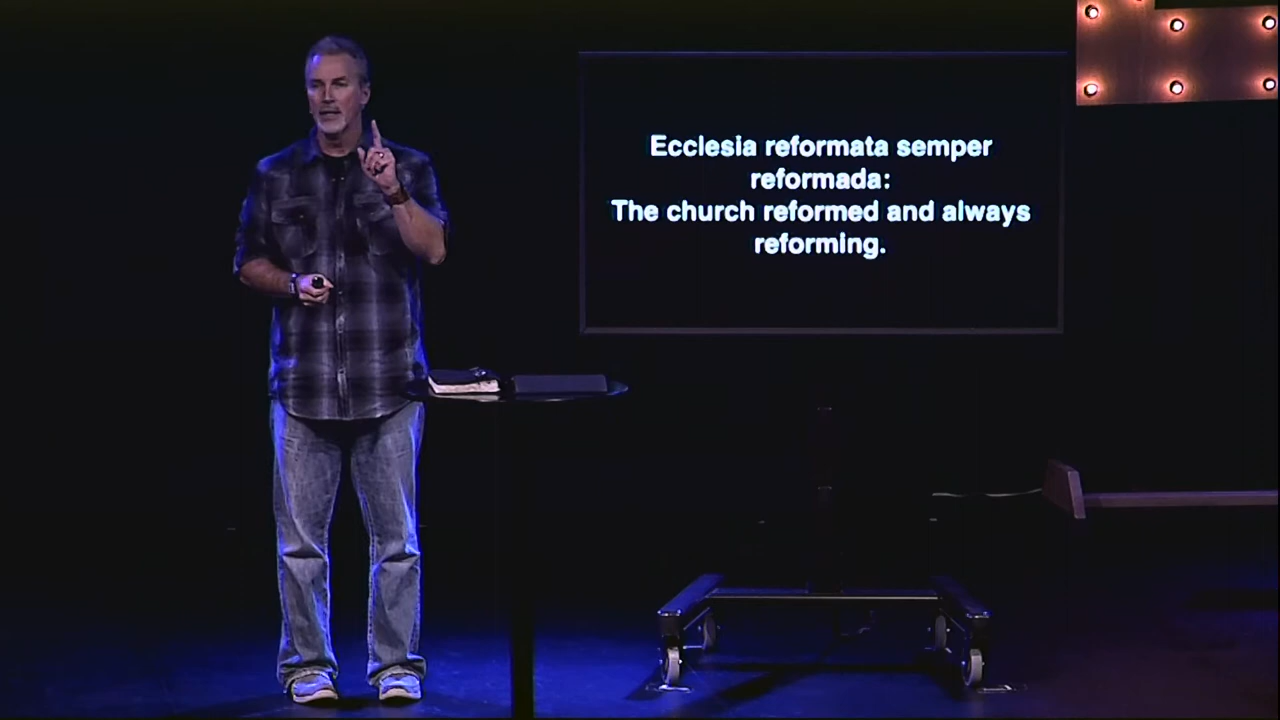 Ecclesia reformata semper
reformada:
The church reformed and always
reforming.